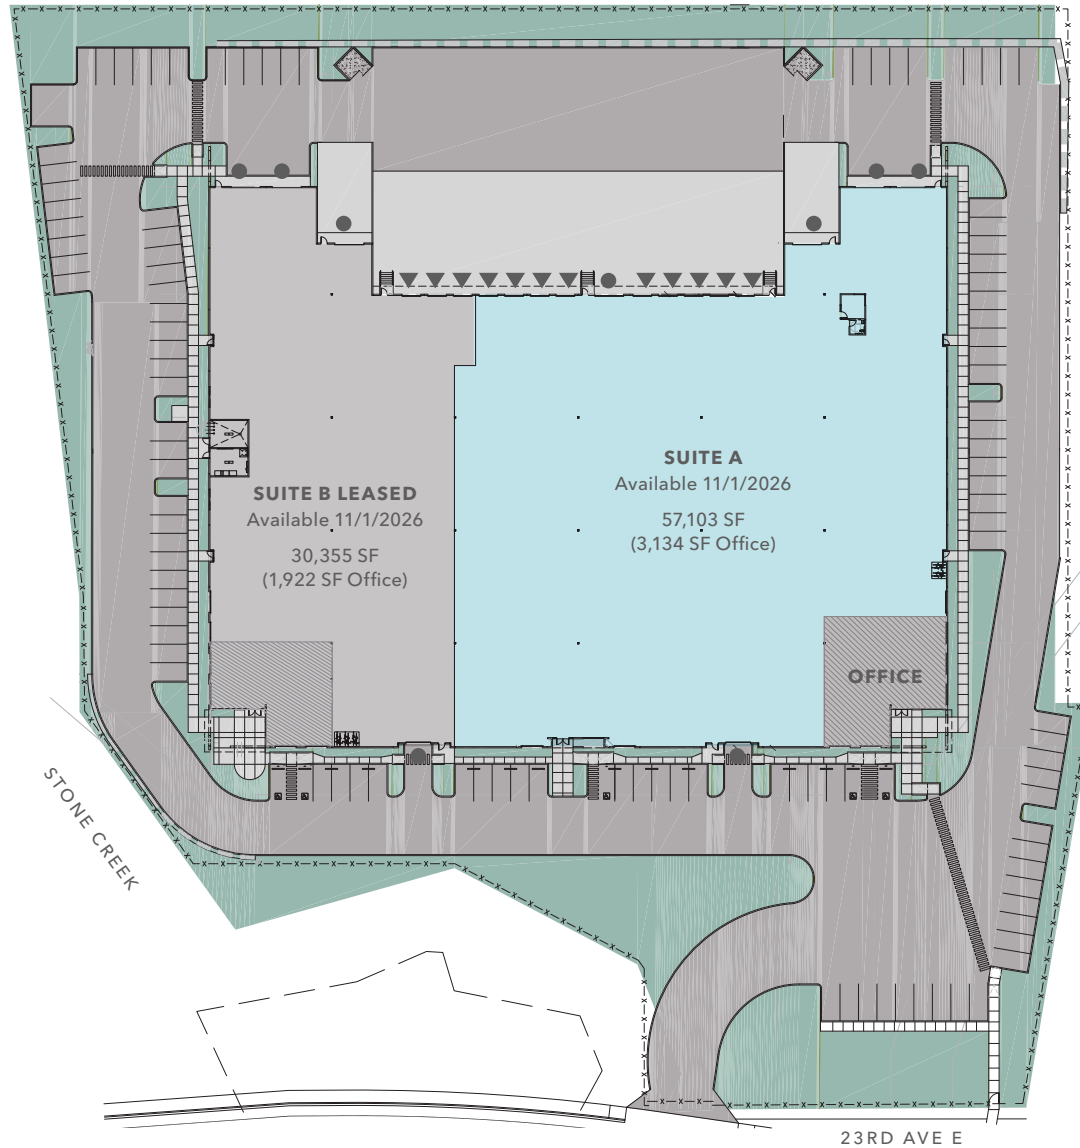 SUITE A
Available 11/1/2026
57,103 SF
(3,134 SF Office)
SUITE B LEASED
Available 11/1/2026
30,355 SF
(1,922 SF Office)
OFFICE
STONE CREEK
23RD AVE E